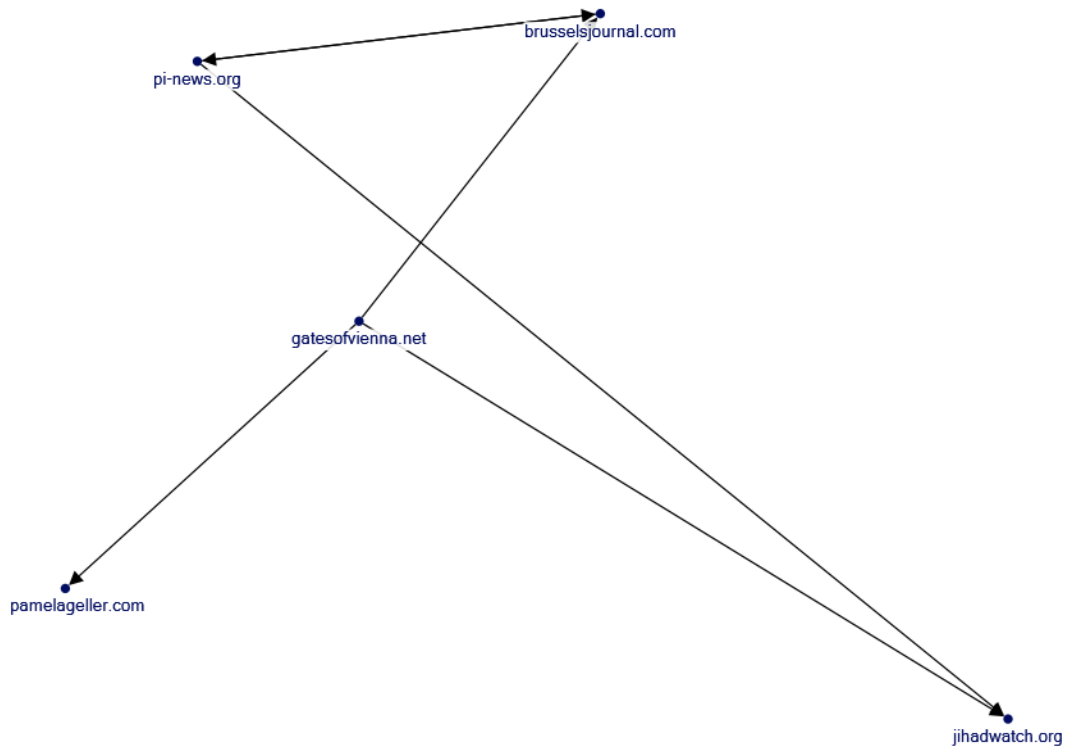 brusselsjournal.com
pi-news.org
gatesofvienna.net
pamelageller.com
jihadwatch.org